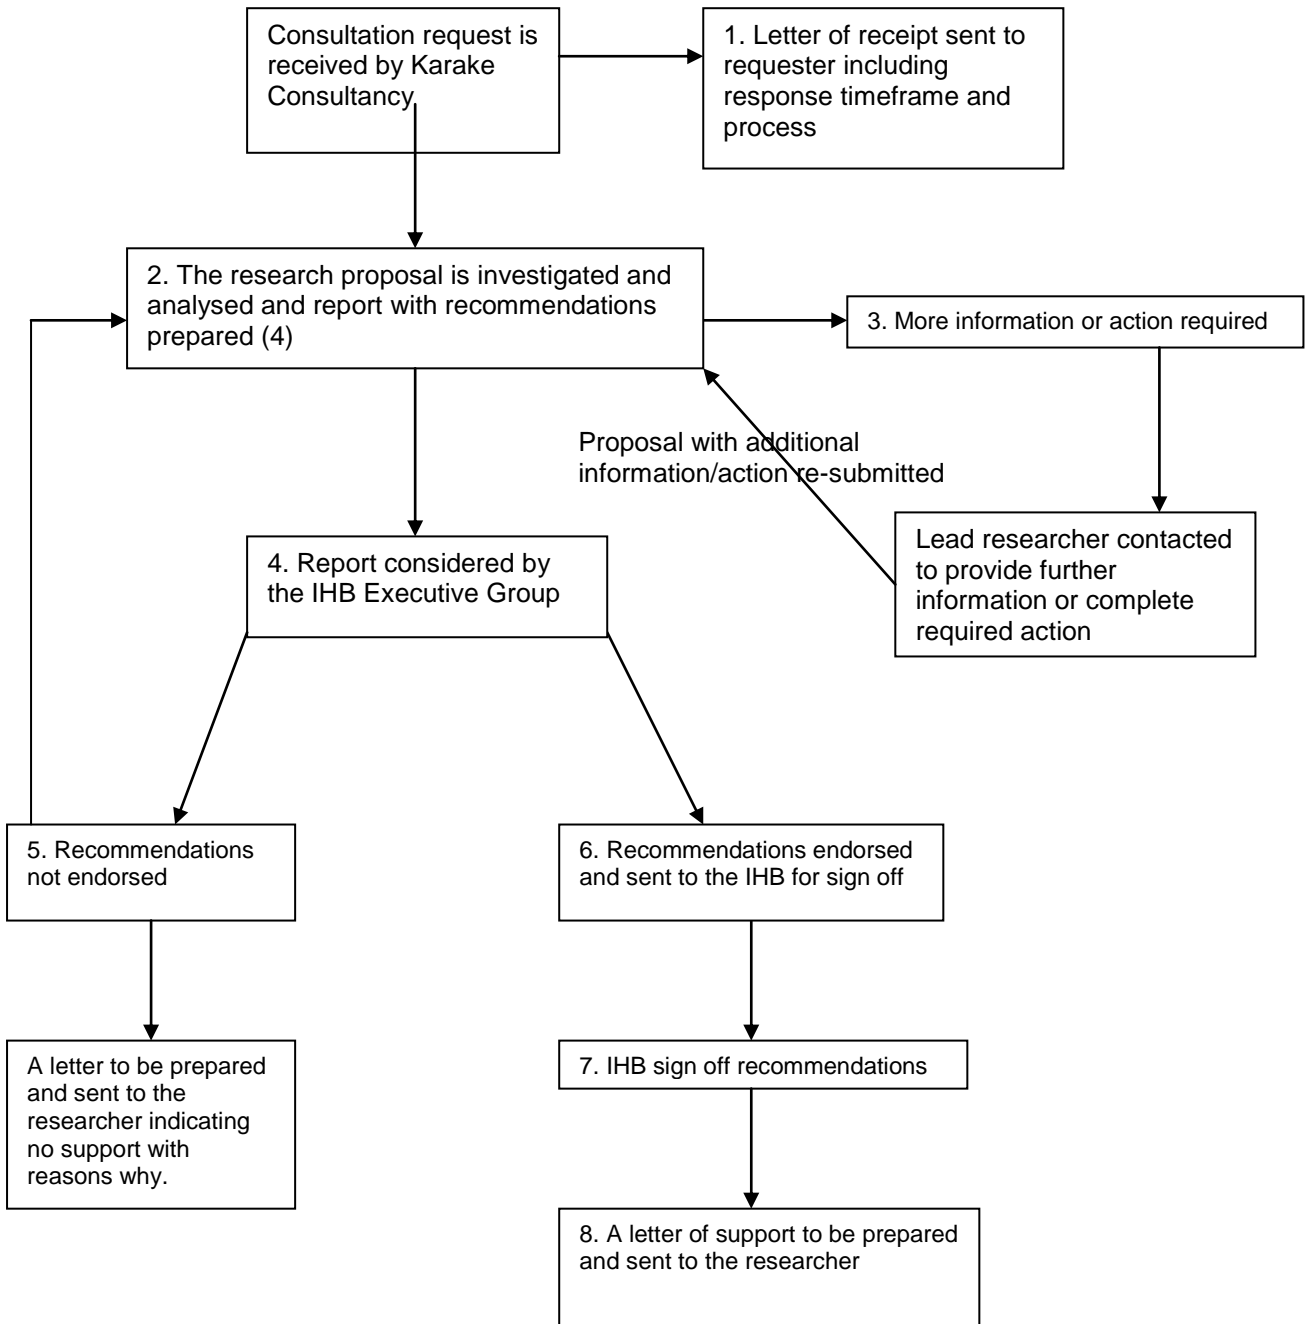 Consultation request is
received by Karake
Consultancy
1. Letter of receipt sent to
requester including
response timeframe and
process
2. The research proposal is investigated and
analysed and report with recommendations
prepared (4)
3. More information or action required
Proposal with additional
information/action re-submitted
Lead researcher contacted
to provide further
information or complete
required action
4. Report considered by
the IHB Executive Group
5. Recommendations
not endorsed
6. Recommendations endorsed
and sent to the IHB for sign off
A letter to be prepared
and sent to the
researcher indicating
no support with
reasons why.
7. IHB sign off recommendations
8. A letter of support to be prepared
and sent to the researcher